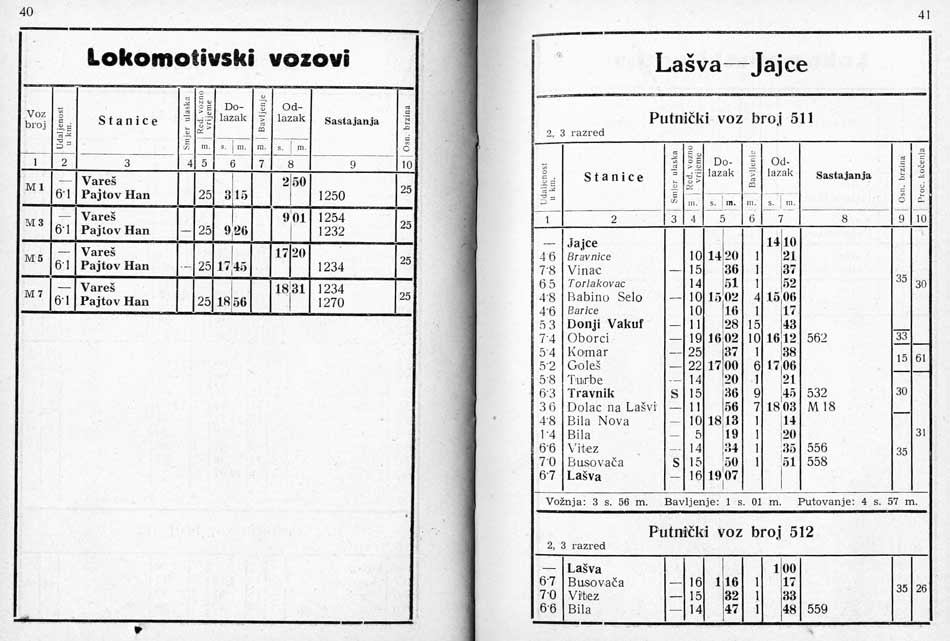 40
Lokomotivski vozovi
Voz broj | Udaljenost u km. | Stanice | Smjer ulaska | Red. vozno vrijeme | Dolazak | Bavljenje | Odlazak | Sastajanja | Osn. brzina
m. | s. | m. | m. | s. | m.
1 2 3 4 5 6 7 8 9 10
M 1 — Vareš 2 50 25
6·1 Pajtov Han 25 3 15 1250
M 3 — Vareš 9 01 1254 25
6·1 Pajtov Han — 25 9 26 1232
M 5 — Vareš 17 20 25
6·1 Pajtov Han — 25 17 45 1234
M 7 — Vareš 18 31 1234 25
6·1 Pajtov Han 25 18 56 1270
41
Lašva—Jajce
Putnički voz broj 511
2, 3 razred
Udaljenost u km. | Stanice | Smjer ulaska | Red. vozno vrijeme | Dolazak | Bavljenje | Odlazak | Sastajanja | Osn. brzina | Proc. kočenja
m. | s. | m. | m. | s. | m.
1 2 3 4 5 6 7 8 9 10
— Jajce 14 10
4·6 Bravnice 10 14 20 1 21
7·8 Vinac — 15 36 1 37
6·5 Torlakovac 14 51 1 52 35 30
4·8 Babino Selo — 10 15 02 4 15 06
4·6 Barice 10 16 1 17
5·3 Donji Vakuf — 11 28 15 43
7·4 Oborci — 19 16 02 10 16 12 562 33
5·4 Komar — 25 37 1 38 15 61
5·2 Goleš — 22 17 00 6 17 06
5·8 Turbe — 14 20 1 21
6·3 Travnik S 15 36 9 45 532 30
3·6 Dolac na Lašvi — 11 56 7 18 03 M 18
4·8 Bila Nova — 10 18 13 1 14
1·4 Bila — 5 19 1 20 31
6·6 Vitez — 14 34 1 35 556 35
7·0 Busovača S 15 50 1 51 558
6·7 Lašva — 16 19 07
Vožnja: 3 s. 56 m. Bavljenje: 1 s. 01 m. Putovanje: 4 s. 57 m.
Putnički voz broj 512
2, 3 razred
— Lašva 1 00
6·7 Busovača — 16 1 16 1 17 35 26
7·0 Vitez — 15 32 1 33
6·6 Bila — 14 47 1 48 559